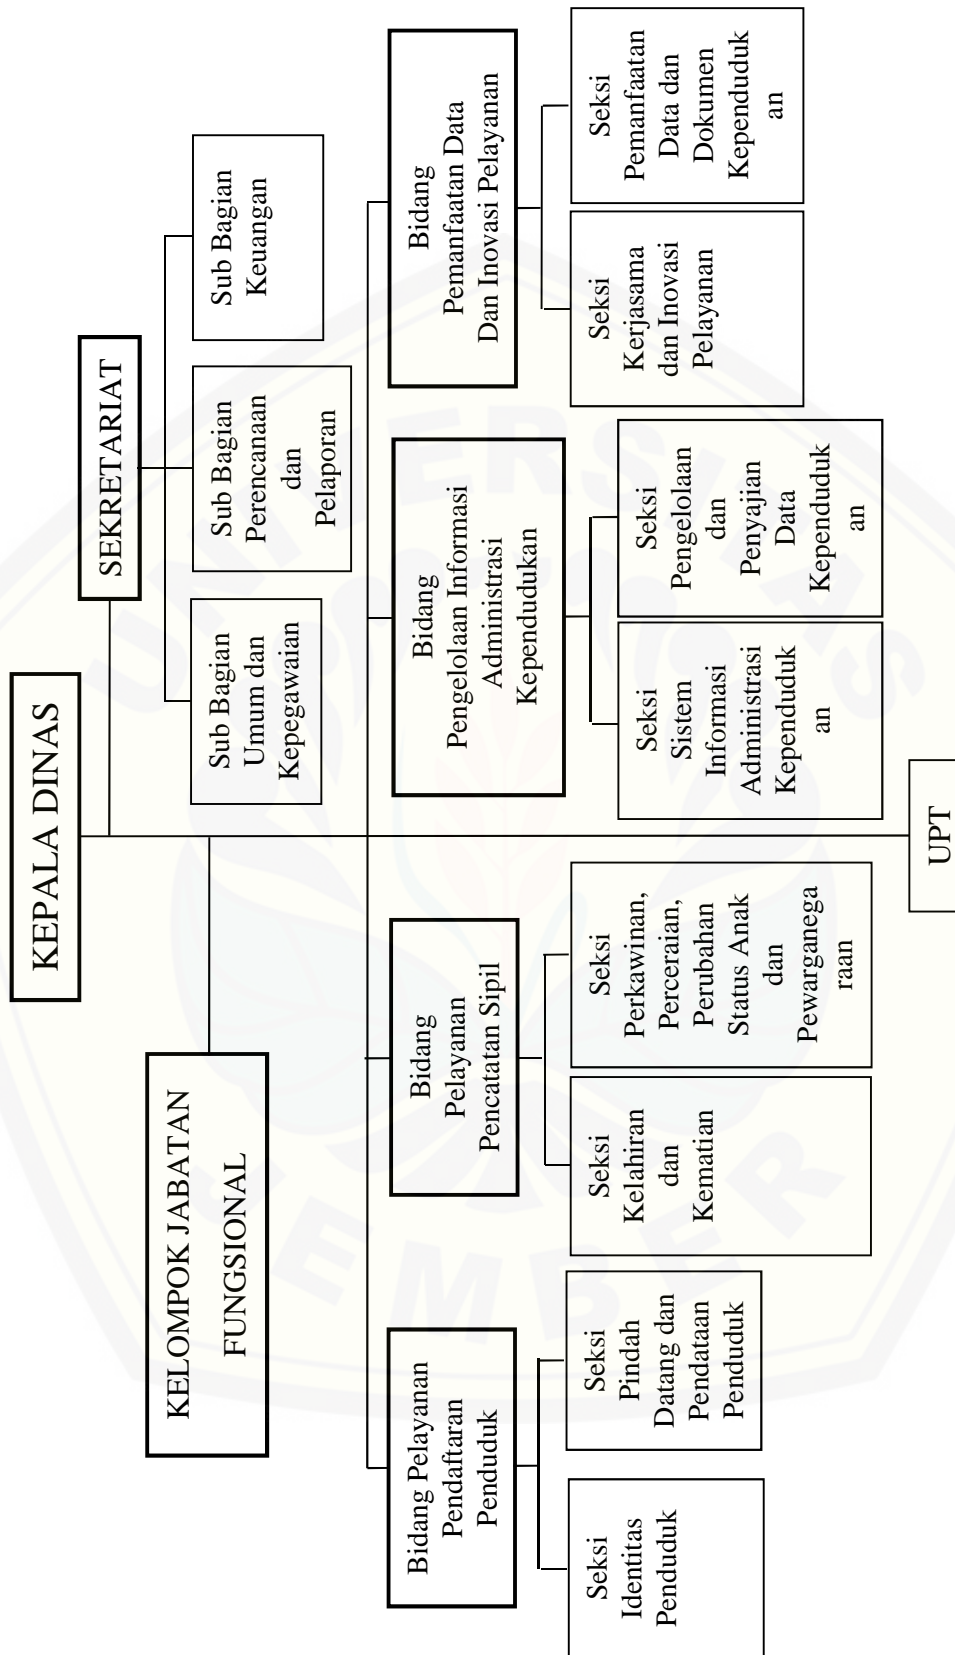 KEPALA DINAS
SEKRETARIAT
KELOMPOK JABATAN
FUNGSIONAL
Sub Bagian
Umum dan
Kepegawaian
Sub Bagian
Perencanaan
dan
Pelaporan
Sub Bagian
Keuangan
Bidang Pelayanan
Pendaftaran
Penduduk
Bidang
Pelayanan
Pencatatan Sipil
Bidang
Pengelolaan Informasi
Administrasi
Kependudukan
Bidang
Pemanfaatan Data
Dan Inovasi Pelayanan
Seksi
Identitas
Penduduk
Seksi
Pindah
Datang dan
Pendataan
Penduduk
Seksi
Kelahiran
dan
Kematian
Seksi
Perkawinan,
Perceraian,
Perubahan
Status Anak
dan
Pewarganega
raan
Seksi
Sistem
Informasi
Administrasi
Kependuduk
an
Seksi
Pengelolaan
dan
Penyajian
Data
Kependuduk
an
Seksi
Kerjasama
dan Inovasi
Pelayanan
Seksi
Pemanfaatan
Data dan
Dokumen
Kependuduk
an
UPT
UNIVERSITAS
JEMBER